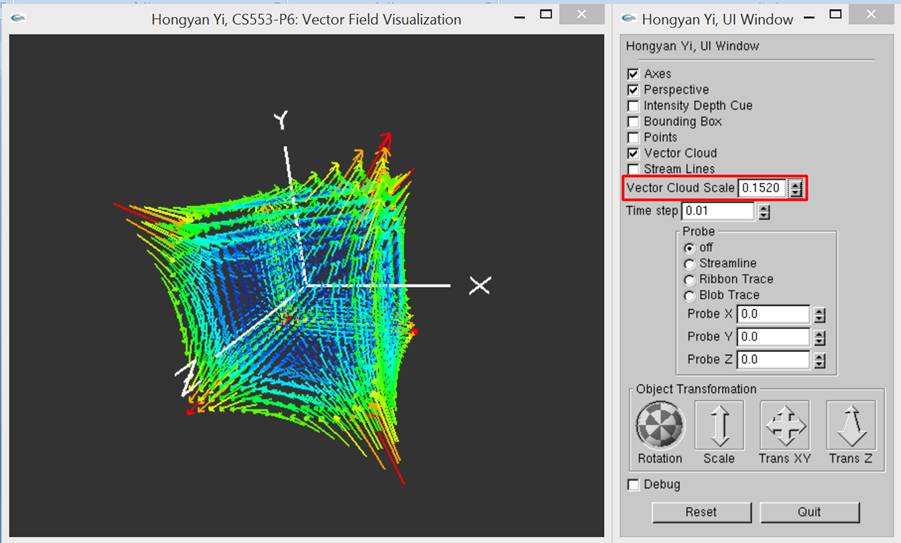 Hongyan Yi, CS553-P6: Vector Field Visualization
Y
X
Z
Hongyan Yi, UI Window
Hongyan Yi, UI Window
Axes
Perspective
Intensity Depth Cue
Bounding Box
Points
Vector Cloud
Stream Lines
Vector Cloud Scale 0.1520
Time step 0.01
Probe
off
Streamline
Ribbon Trace
Blob Trace
Probe X 0.0
Probe Y 0.0
Probe Z 0.0
Object Transformation
Rotation Scale Trans XY Trans Z
Debug
Reset Quit